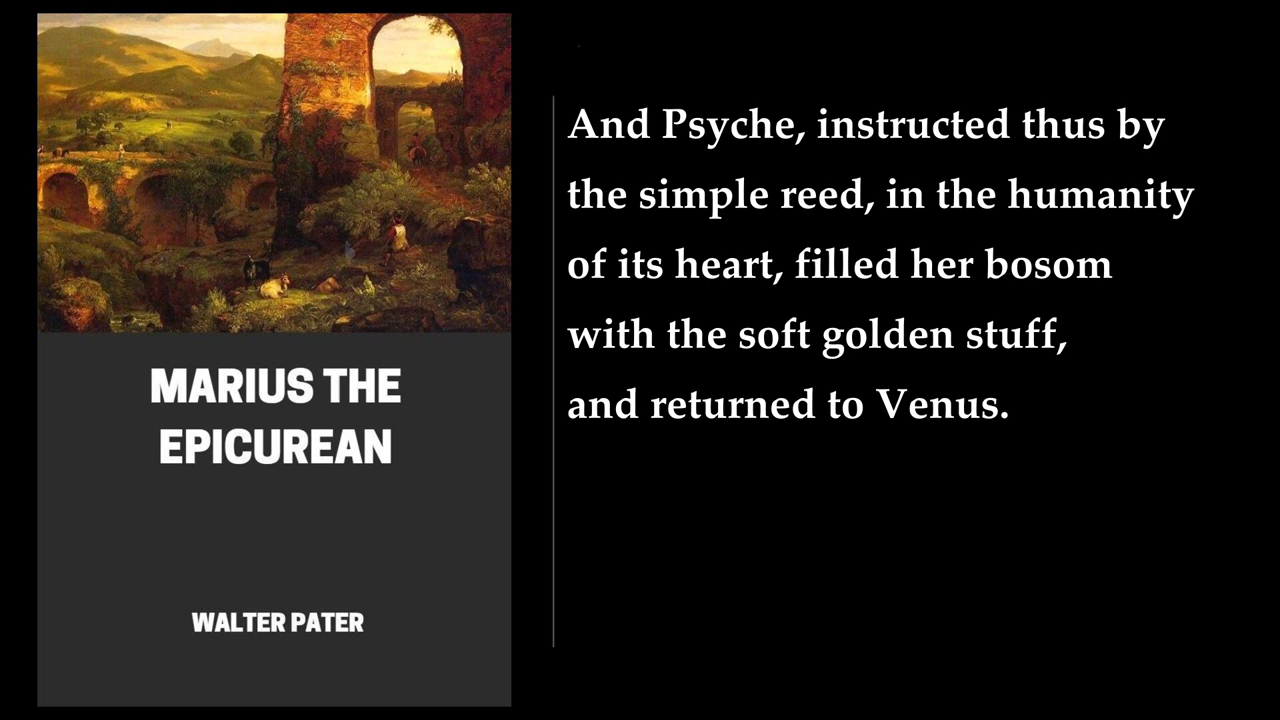 MARIUS THE
EPICUREAN
WALTER PATER
And Psyche, instructed thus by
the simple reed, in the humanity
of its heart, filled her bosom
with the soft golden stuff,
and returned to Venus.